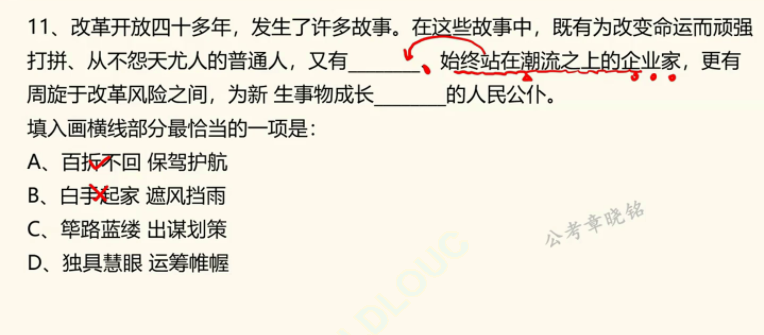 11、改革开放四十多年，发生了许多故事。在这些故事中，既有为改变命运而顽强
打拼、从不怨天尤人的普通人，又有_______、始终站在潮流之上的企业家，更有
周旋于改革风险之间，为新 生事物成长_______的人民公仆。
填入画横线部分最恰当的一项是：
A、百折不回 保驾护航
B、白手起家 遮风挡雨
C、筚路蓝缕 出谋划策
D、独具慧眼 运筹帷幄
公考章晓铭
DLOUC